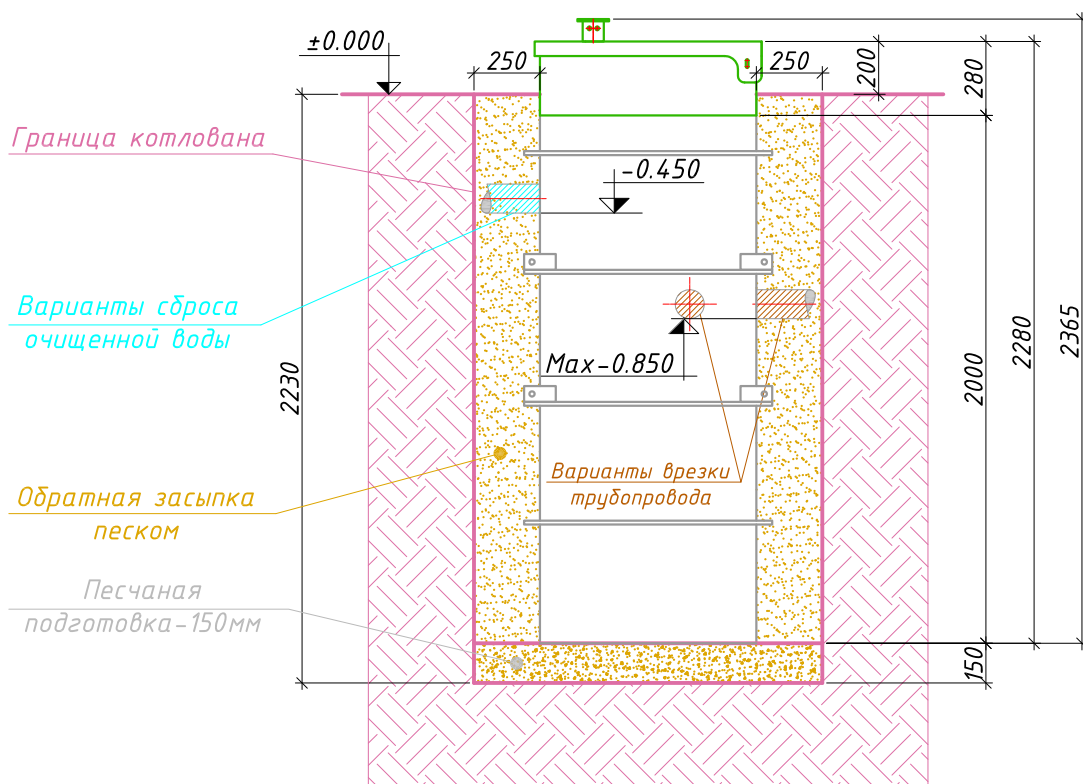 ±0.000
250
250
200
280
Граница котлована
-0.450
Варианты сброса
очищенной воды
Max-0.850
2230
2000
2280
2365
Варианты врезки
трубопровода
Обратная засыпка
песком
Песчаная
подготовка-150мм
150